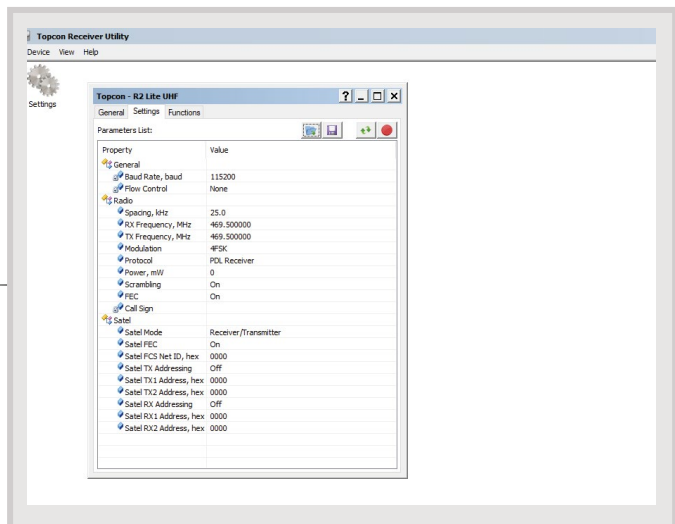 Topcon Receiver Utility
Device View Help
Settings
Topcon - R2 Lite UHF
General Settings Functions
Parameters List:
Property Value
General
Baud Rate, baud 115200
Flow Control None
Radio
Spacing, kHz 25.0
RX Frequency, MHz 469.500000
TX Frequency, MHz 469.500000
Modulation 4FSK
Protocol PDL Receiver
Power, mW 0
Scrambling On
FEC On
Call Sign
Satel
Satel Mode Receiver/Transmitter
Satel FEC On
Satel FCS Net ID, hex 0000
Satel TX Addressing Off
Satel TX1 Address, hex 0000
Satel TX2 Address, hex 0000
Satel RX Addressing Off
Satel RX1 Address, hex 0000
Satel RX2 Address, hex 0000